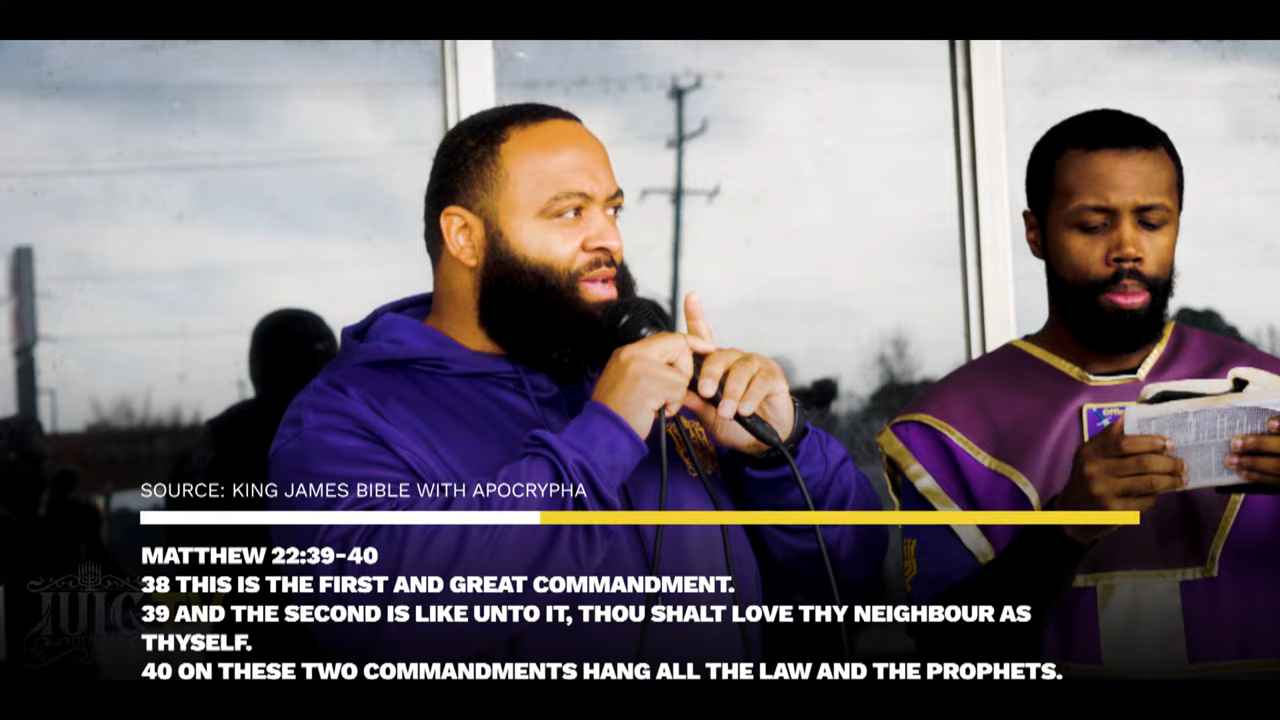 SOURCE: KING JAMES BIBLE WITH APOCRYPHA
MATTHEW 22:39-40
38 THIS IS THE FIRST AND GREAT COMMANDMENT.
39 AND THE SECOND IS LIKE UNTO IT, THOU SHALT LOVE THY NEIGHBOUR AS
THYSELF.
40 ON THESE TWO COMMANDMENTS HANG ALL THE LAW AND THE PROPHETS.